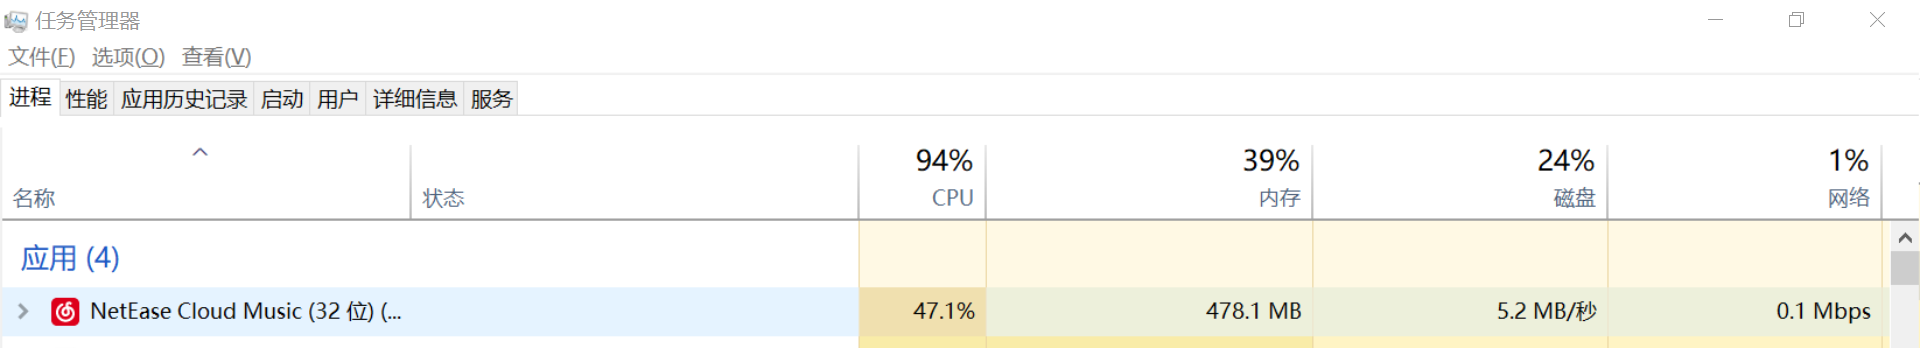 任务管理器
文件(F) 选项(O) 查看(V)
进程 性能 应用历史记录 启动 用户 详细信息 服务
94% 39% 24% 1%
名称 状态 CPU 内存 磁盘 网络
应用 (4)
NetEase Cloud Music (32 位) (... 47.1% 478.1 MB 5.2 MB/秒 0.1 Mbps